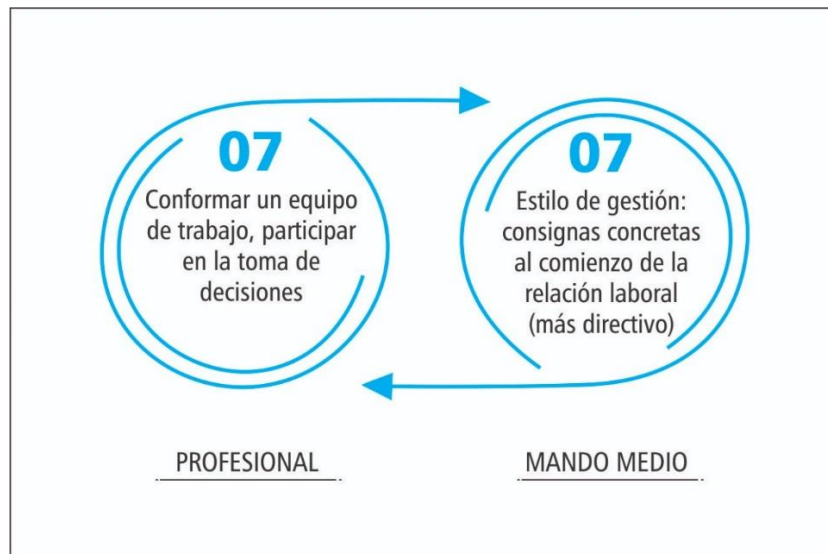 07
Conformar un equipo
de trabajo, participar
en la toma de
decisiones
07
Estilo de gestión:
consignas concretas
al comienzo de la
relación laboral
(más directivo)
PROFESIONAL
MANDO MEDIO